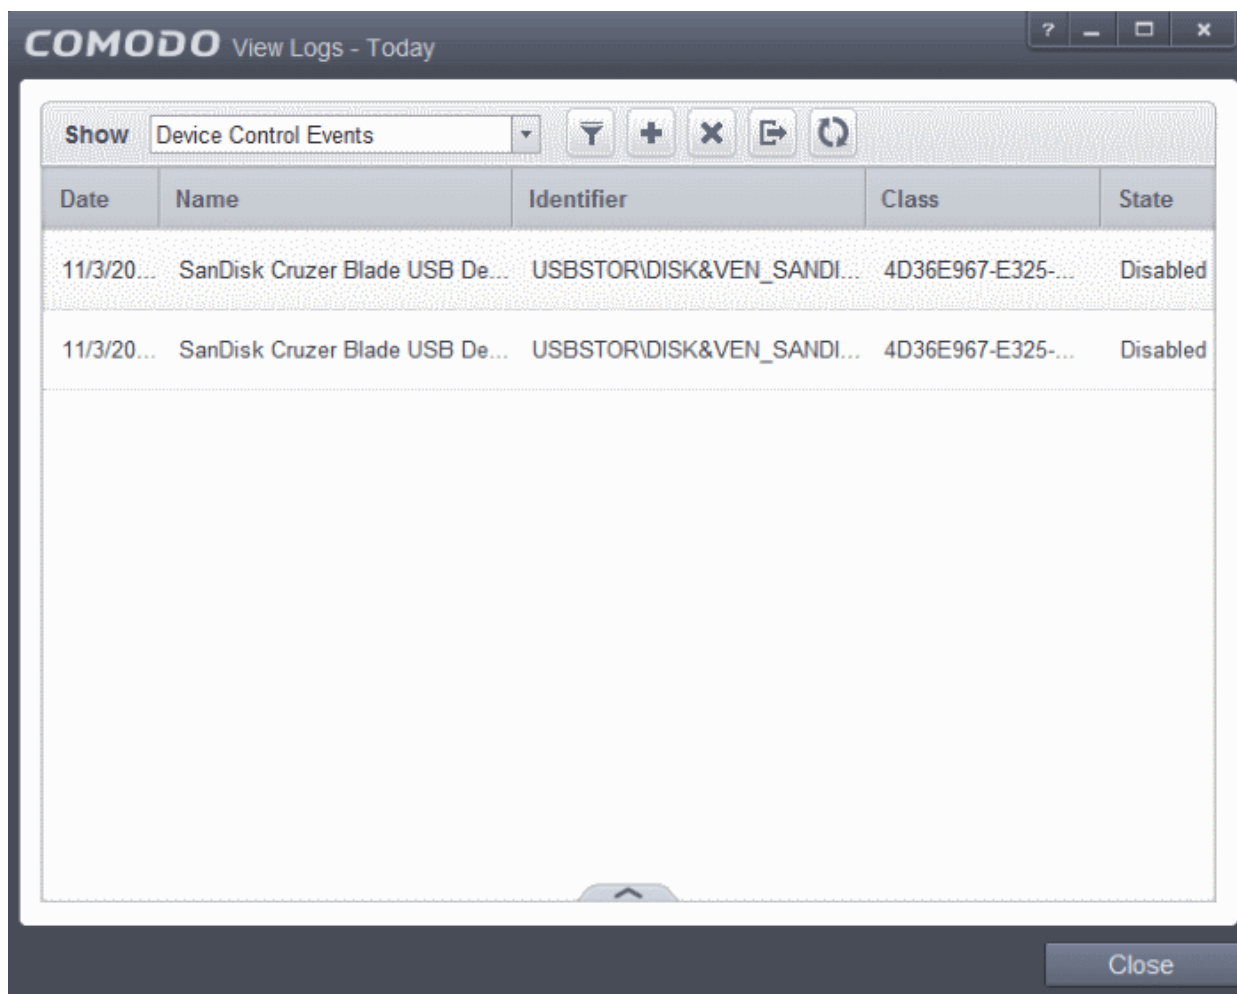 COMODO View Logs - Today
?
Show Device Control Events
Date Name Identifier Class State
11/3/20... SanDisk Cruzer Blade USB De... USBSTOR\DISK&VEN_SANDI... 4D36E967-E325-... Disabled
11/3/20... SanDisk Cruzer Blade USB De... USBSTOR\DISK&VEN_SANDI... 4D36E967-E325-... Disabled
Close